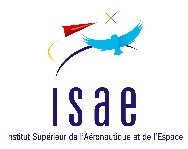 isae
Institut Supérieur de l'Aéronautique et de l'Espace